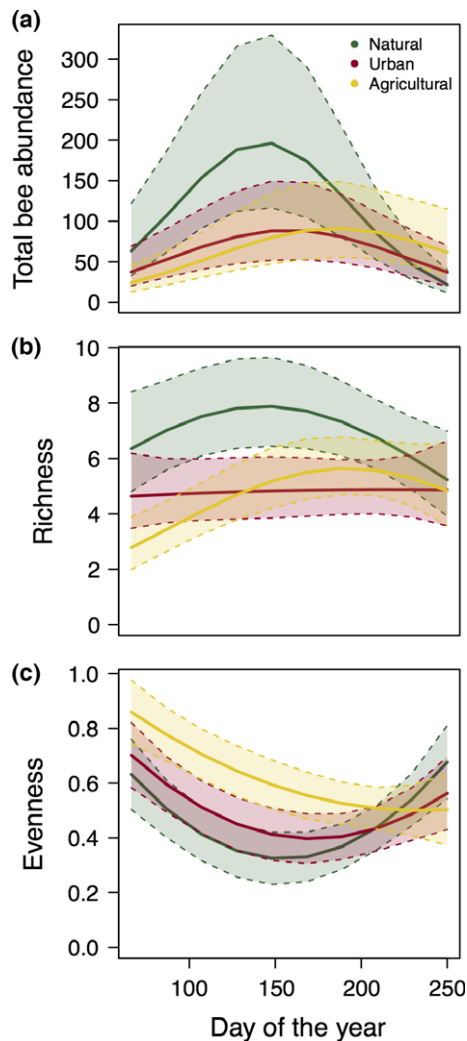 (a)
Total bee abundance
300
250
200
150
100
50
0
Natural
Urban
Agricultural
(b)
Richness
10
8
6
4
2
0
(c)
Evenness
1.0
0.8
0.6
0.4
0.2
0.0
100 150 200 250
Day of the year